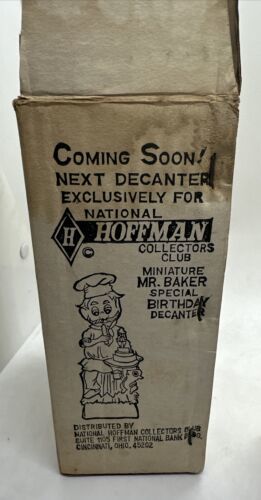 COMING SOON!
NEXT DECANTER
EXCLUSIVELY FOR
NATIONAL
H HOFFMAN
©
COLLECTORS
CLUB
MINIATURE
MR. BAKER
SPECIAL
BIRTHDAY
DECANTER
DISTRIBUTED BY
NATIONAL HOFFMAN COLLECTORS CLUB
SUITE 1105 FIRST NATIONAL BANK BLDG.
CINCINNATI, OHIO. 45202